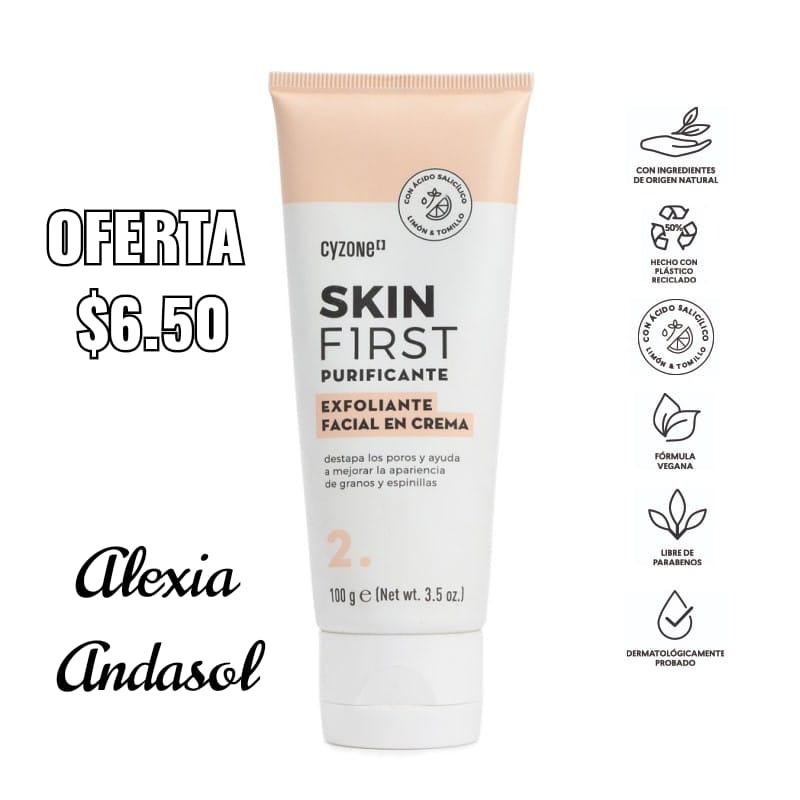 OFERTA
$6.50
Alexia
Andasol
CON ÁCIDO SALICÍLICO
LIMÓN & TOMILLO
cyzone
SKIN
F1RST
PURIFICANTE
EXFOLIANTE
FACIAL EN CREMA
destapa los poros y ayuda
a mejorar la apariencia
de granos y espinillas
2.
100 g e (Net wt. 3.5 oz.)
CON INGREDIENTES
DE ORIGEN NATURAL
50%
HECHO CON
PLÁSTICO
RECICLADO
CON ÁCIDO SALICÍLICO
LIMÓN & TOMILLO
FÓRMULA
VEGANA
LIBRE DE
PARABENOS
DERMATOLÓGICAMENTE
PROBADO